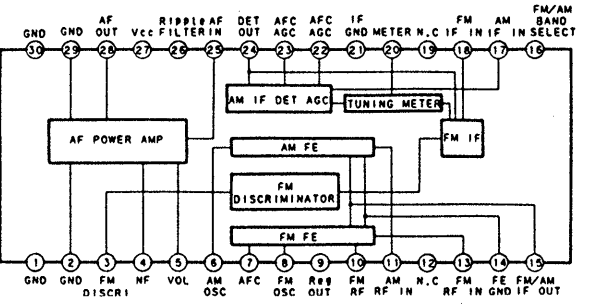 GND GND AF OUT Vcc Ripple FILTER AF IN DET OUT AFC AGC AFC AGC IF GND METER N.C FM IF IN AM IF IN FM/AM BAND SELECT
30 29 28 27 26 25 24 23 22 21 20 19 18 17 16
AM IF DET AGC
TUNING METER
FM IF
AF POWER AMP
AM FE
FM
DISCRIMINATOR
FM FE
1 2 3 4 5 6 7 8 9 10 11 12 13 14 15
GND GND FM DISCRI NF VOL AM OSC AFC FM OSC Reg OUT FM RF AM RF IN N.C FM RF IN FE GND FM/AM IF OUT